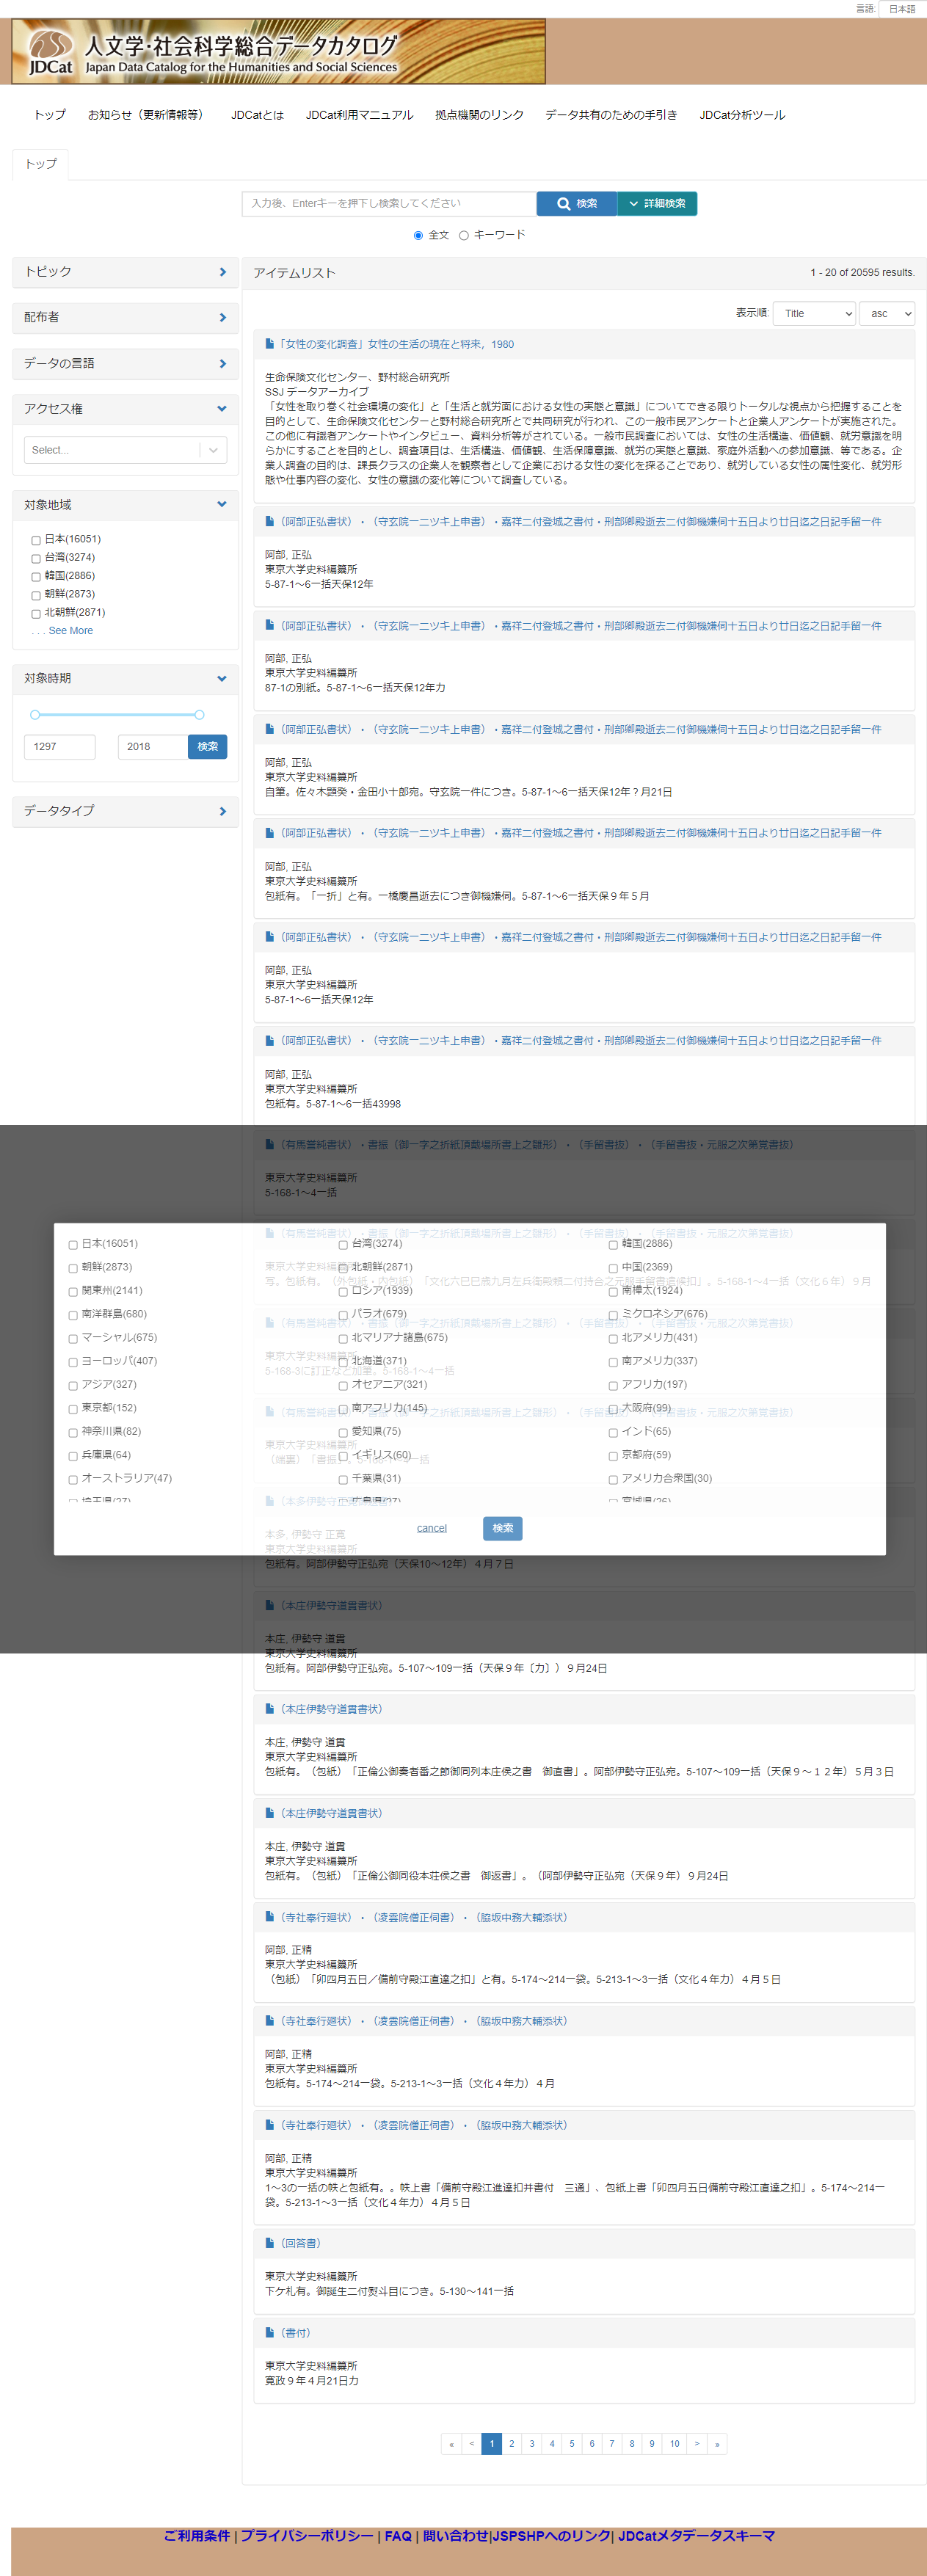 言語: 日本語
JDCat 人文学・社会科学総合データカタログ
Japan Data Catalog for the Humanities and Social Sciences
トップ お知らせ（更新情報等） JDCatとは JDCat利用マニュアル 拠点機関のリンク データ共有のための手引き JDCat分析ツール
トップ
入力後、Enterキーを押下し検索してください 検索 詳細検索
全文 キーワード
トピック
配布者
データの言語
アクセス権
Select...
対象地域
日本(16051)
台湾(3274)
韓国(2886)
朝鮮(2873)
北朝鮮(2871)
. . . See More
対象時期
1297 2018 検索
データタイプ
アイテムリスト 1 - 20 of 20595 results.
表示順: Title asc
「女性の変化調査」女性の生活の現在と将来，1980
生命保険文化センター、野村総合研究所
SSJ データアーカイブ
「女性を取り巻く社会環境の変化」と「生活と就労面における女性の実態と意識」についてできる限りトータルな視点から把握することを
目的として、生命保険文化センターと野村総合研究所とで共同研究が行われ、この一般市民アンケートと企業人アンケートが実施された。
この他に有識者アンケートやインタビュー、資料分析等がされている。一般市民調査においては、女性の生活構造、価値観、就労意識を明
らかにすることを目的とし、調査項目は、生活構造、価値観、生活保障意識、就労の実態と意識、家庭外活動への参加意識、等である。企
業人調査の目的は、課長クラスの企業人を観察者として企業における女性の変化を探ることであり、就労している女性の属性変化、就労形
態や仕事内容の変化、女性の意識の変化等について調査している。
（阿部正弘書状）・（守玄院一二ツキ上申書）・嘉祥二付登城之書付・刑部卿殿逝去二付御機嫌伺十五日より廿日迄之日記手留一件
阿部, 正弘
東京大学史料編纂所
5-87-1～6一括天保12年
（阿部正弘書状）・（守玄院一二ツキ上申書）・嘉祥二付登城之書付・刑部卿殿逝去二付御機嫌伺十五日より廿日迄之日記手留一件
阿部, 正弘
東京大学史料編纂所
87-1の別紙。5-87-1～6一括天保12年力
（阿部正弘書状）・（守玄院一二ツキ上申書）・嘉祥二付登城之書付・刑部卿殿逝去二付御機嫌伺十五日より廿日迄之日記手留一件
阿部, 正弘
東京大学史料編纂所
自筆。佐々木顕発・金田小十郎宛。守玄院一件につき。5-87-1～6一括天保12年？月21日
（阿部正弘書状）・（守玄院一二ツキ上申書）・嘉祥二付登城之書付・刑部卿殿逝去二付御機嫌伺十五日より廿日迄之日記手留一件
阿部, 正弘
東京大学史料編纂所
包紙有。「一折」と有。一橋慶昌逝去につき御機嫌伺。5-87-1～6一括天保９年５月
（阿部正弘書状）・（守玄院一二ツキ上申書）・嘉祥二付登城之書付・刑部卿殿逝去二付御機嫌伺十五日より廿日迄之日記手留一件
阿部, 正弘
東京大学史料編纂所
5-87-1～6一括天保12年
（阿部正弘書状）・（守玄院一二ツキ上申書）・嘉祥二付登城之書付・刑部卿殿逝去二付御機嫌伺十五日より廿日迄之日記手留一件
阿部, 正弘
東京大学史料編纂所
包紙有。5-87-1～6一括43998
（有馬誉純書状）・書振（御一字之折紙頂戴場所書上之雛形）・（手留書抜）・（手留書抜・元服之次第覚書抜）
東京大学史料編纂所
5-168-1～4一括
（有馬誉純書状）・書振（御一字之折紙頂戴場所書上之雛形）・（手留書抜）・（手留書抜・元服之次第覚書抜）
5-168-1～4一括（文化６年）９月
5-168-3に訂正など加筆。5-168-1～4一括
日本(16051) 台湾(3274) 韓国(2886)
朝鮮(2873) 北朝鮮(2871) 中国(2369)
関東州(2141) ロシア(1939) 南樺太(1924)
南洋群島(680) パラオ(679) ミクロネシア(676)
マーシャル(675) 北マリアナ諸島(675) 北アメリカ(431)
ヨーロッパ(407) 北海道(371) 南アメリカ(337)
アジア(327) オセアニア(321) アフリカ(197)
東京都(152) 南アフリカ(145) 大阪府(99)
神奈川県(82) 愛知県(75) インド(65)
兵庫県(64) イギリス(60) 京都府(59)
オーストラリア(47) 千葉県(31) アメリカ合衆国(30)
埼玉県(27) 広島県(27) 宮城県(26)
cancel 検索
本多, 伊勢守 正寛
東京大学史料編纂所
包紙有。阿部伊勢守正弘宛（天保10～12年）４月７日
（本庄伊勢守道貫書状）
本庄, 伊勢守 道貫
東京大学史料編纂所
包紙有。阿部伊勢守正弘宛。5-107～109一括（天保９年〔力〕）９月24日
（本庄伊勢守道貫書状）
本庄, 伊勢守 道貫
東京大学史料編纂所
包紙有。（包紙）「正倫公御奏者番之節御同列本庄侯之書　御直書」。阿部伊勢守正弘宛。5-107～109一括（天保９～１２年）５月３日
（本庄伊勢守道貫書状）
本庄, 伊勢守 道貫
東京大学史料編纂所
包紙有。（包紙）「正倫公御同役本荘侯之書　御返書」。（阿部伊勢守正弘宛（天保９年）９月24日
（寺社奉行廻状）・（凌雲院僧正伺書）・（脇坂中務大輔添状）
阿部, 正精
東京大学史料編纂所
（包紙）「卯四月五日／備前守殿江直達之扣」と有。5-174～214一袋。5-213-1～3一括（文化４年力）４月５日
（寺社奉行廻状）・（凌雲院僧正伺書）・（脇坂中務大輔添状）
阿部, 正精
東京大学史料編纂所
包紙有。5-174～214一袋。5-213-1～3一括（文化４年力）４月
（寺社奉行廻状）・（凌雲院僧正伺書）・（脇坂中務大輔添状）
阿部, 正精
東京大学史料編纂所
1～3の一括の帙と包紙有。。帙上書「備前守殿江進達扣并書付　三通」、包紙上書「卯四月五日備前守殿江直達之扣」。5-174～214一
袋。5-213-1～3一括（文化４年力）４月５日
（回答書）
東京大学史料編纂所
下ケ札有。御誕生二付熨斗目につき。5-130～141一括
（書付）
東京大学史料編纂所
寛政９年４月21日力
« < 1 2 3 4 5 6 7 8 9 10 > »
ご利用条件 | プライバシーポリシー | FAQ | 問い合わせ|JSPSHPへのリンク| JDCatメタデータスキーマ